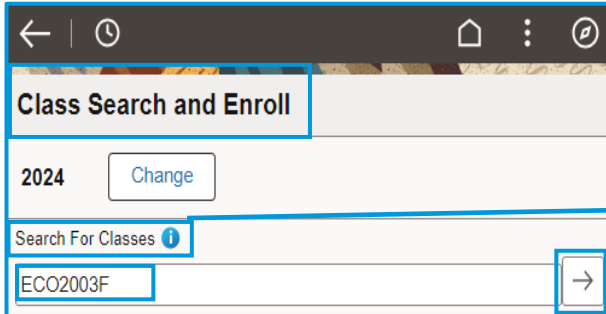 Class Search and Enroll
2024 Change
Search For Classes
ECO2003F